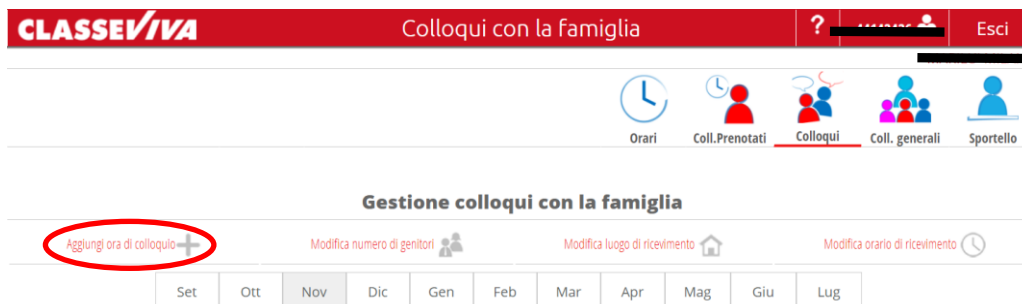 CLASSEVIVA Colloqui con la famiglia ? Esci
Orari Coll.Prenotati Colloqui Coll. generali Sportello
Gestione colloqui con la famiglia
Aggiungi ora di colloquio Modifica numero di genitori Modifica luogo di ricevimento Modifica orario di ricevimento
Set Ott Nov Dic Gen Feb Mar Apr Mag Giu Lug